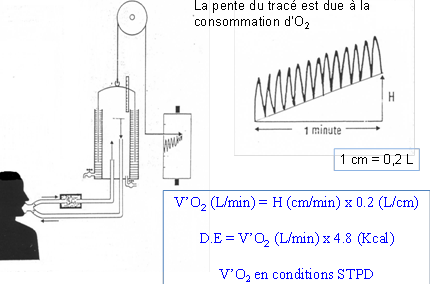 La pente du tracé est due à la
consommation d'O₂
H
1 minute
1 cm = 0,2 L
V'O₂ (L/min) = H (cm/min) x 0.2 (L/cm)
D.E = V'O₂ (L/min) x 4.8 (Kcal)
V'O₂ en conditions STPD